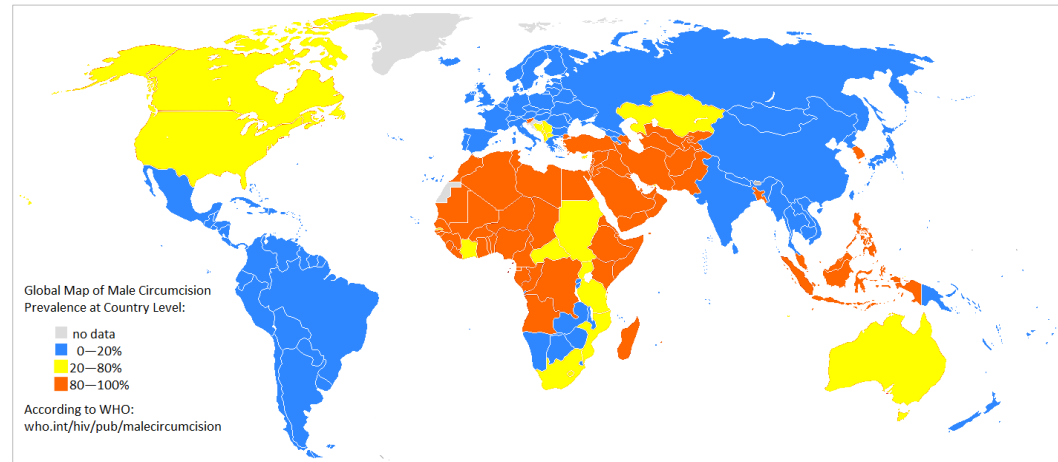 Global Map of Male Circumcision
Prevalence at Country Level:
no data
0—20%
20—80%
80—100%
According to WHO:
who.int/hiv/pub/malecircumcision